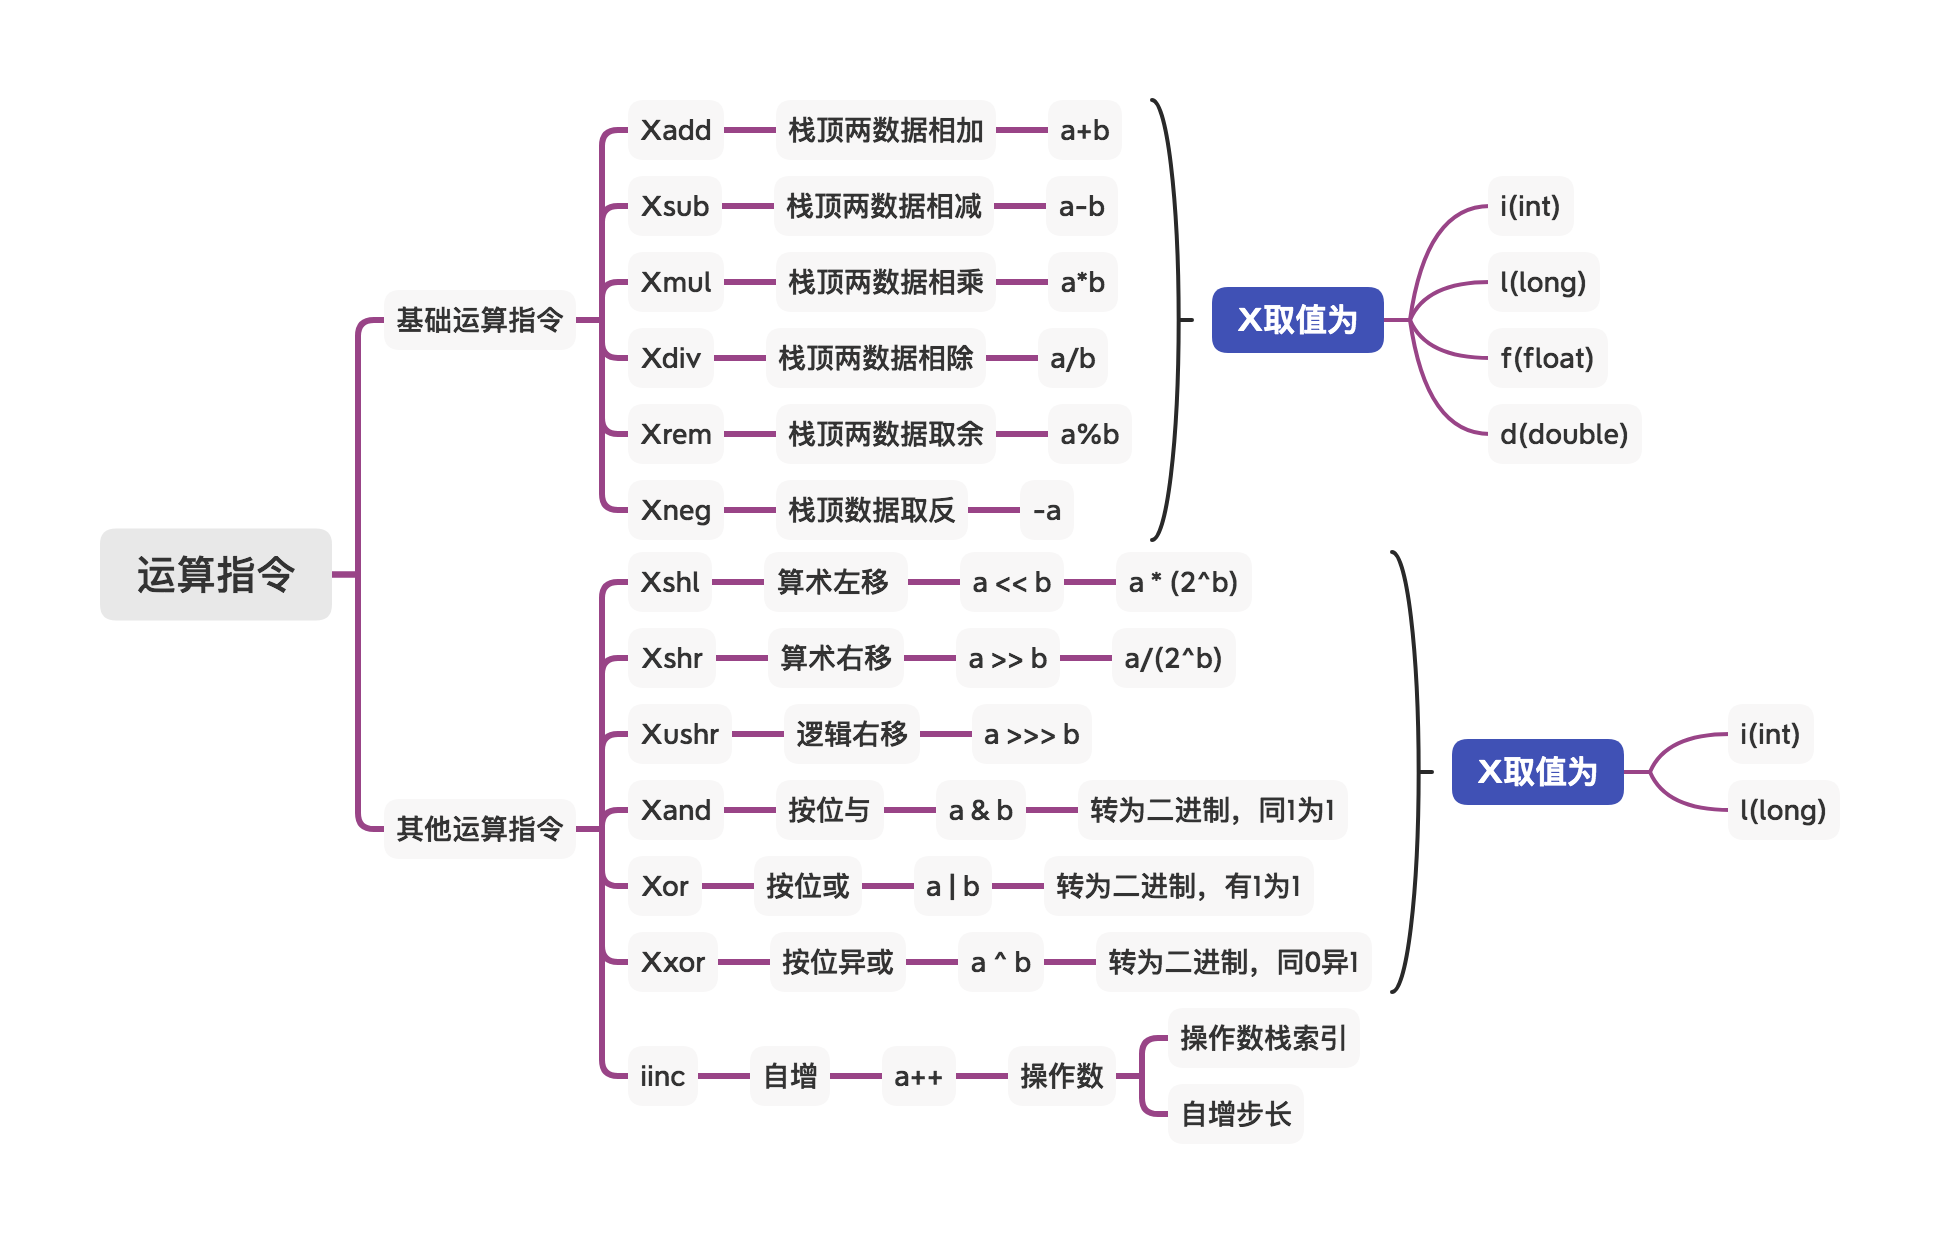 运算指令
基础运算指令
Xadd 栈顶两数据相加 a+b
Xsub 栈顶两数据相减 a-b
Xmul 栈顶两数据相乘 a*b
Xdiv 栈顶两数据相除 a/b
Xrem 栈顶两数据取余 a%b
Xneg 栈顶数据取反 -a
X取值为
i(int)
l(long)
f(float)
d(double)
其他运算指令
Xshl 算术左移 a << b a * (2^b)
Xshr 算术右移 a >> b a/(2^b)
Xushr 逻辑右移 a >>> b
Xand 按位与 a & b 转为二进制，同1为1
Xor 按位或 a | b 转为二进制，有1为1
Xxor 按位异或 a ^ b 转为二进制，同0异1
X取值为
i(int)
l(long)
iinc 自增 a++ 操作数
操作数栈索引
自增步长